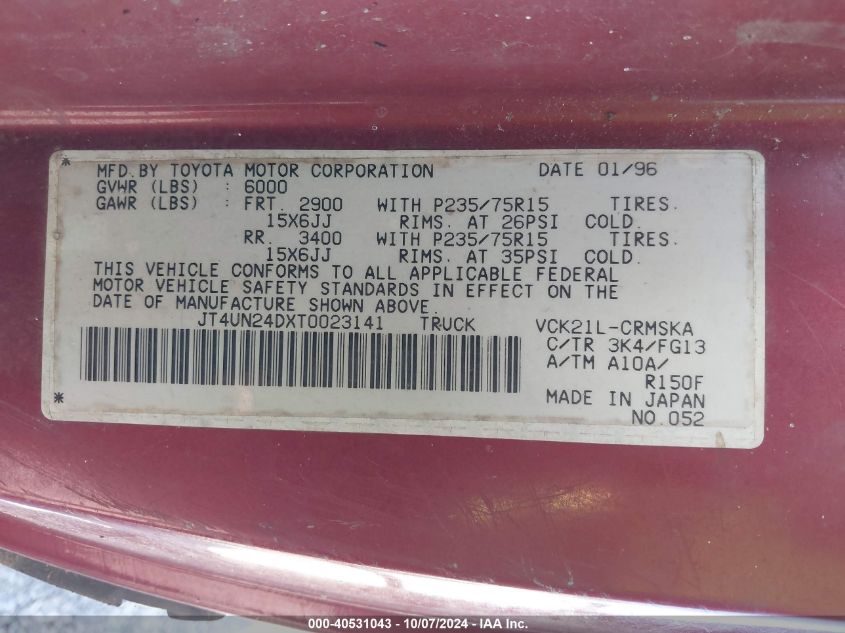 MFD. BY TOYOTA MOTOR CORPORATION DATE 01/96
GVWR (LBS) : 6000
GAWR (LBS) : FRT. 2900 WITH P235/75R15 TIRES.
15X6JJ RIMS. AT 26PSI COLD.
RR. 3400 WITH P235/75R15 TIRES.
15X6JJ RIMS. AT 35PSI COLD.
THIS VEHICLE CONFORMS TO ALL APPLICABLE FEDERAL
MOTOR VEHICLE SAFETY STANDARDS IN EFFECT ON THE
DATE OF MANUFACTURE SHOWN ABOVE.
JT4UN24DXT0023141 TRUCK VCK21L-CRMSKA
C/TR 3K4/FG13
A/TM A10A/
R150F
MADE IN JAPAN
NO.052
000-40531043 - 10/07/2024 - IAA Inc.